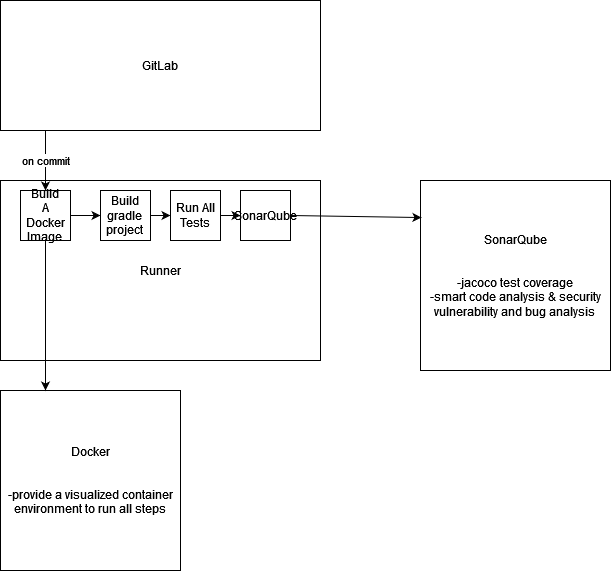 GitLab
on commit
Build
A
Docker
Image
Build
gradle
project
Run All
Tests
SonarQube
Runner
SonarQube
-jacoco test coverage
-smart code analysis & security
vulnerability and bug analysis
Docker
-provide a visualized container
environment to run all steps